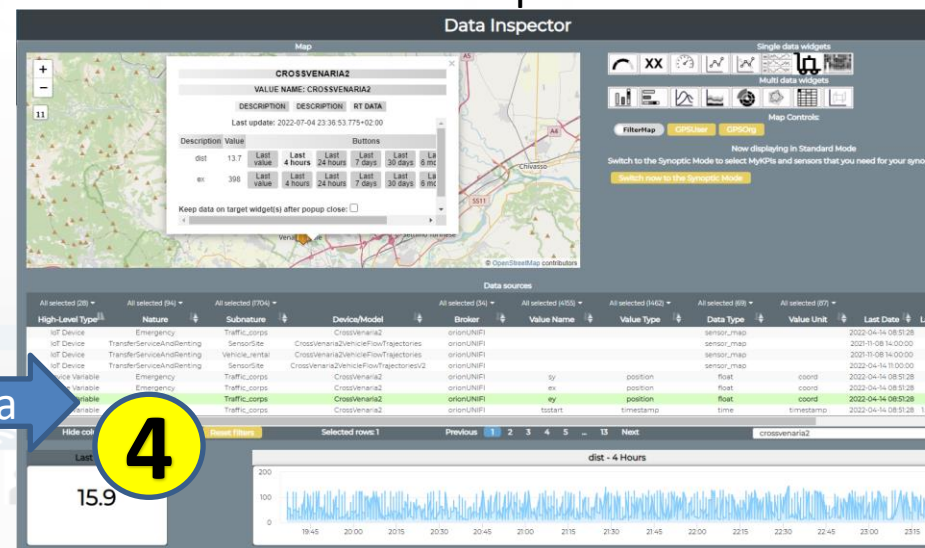 Data Inspector
Map
+
−
11
CROSSVENARIA2
VALUE NAME: CROSSVENARIA2
DESCRIPTION DESCRIPTION RT DATA
Last update: 2022-07-04 23:36:53.775+02:00
Description Value Buttons
dist 13.7 Last value Last 4 hours Last 24 hours Last 7 days Last 30 days
ex 398 Last value Last 4 hours Last 24 hours Last 7 days Last 30 days
Keep data on target widget(s) after popup close:
A5
A4
Chivasso
SS11
© OpenStreetMap contributors
Single data widgets
XX
Multi data widgets
Map Controls:
FilterMap GPSUser GPSOrg
Now displaying in Standard Mode
Switch to the Synoptic Mode to select MyKPIs and sensors that you need for your syno
Switch now to the Synoptic Mode
Data sources
All selected (28) All selected (94) All selected (1704) All selected (34) All selected (4155) All selected (1462) All selected (69) All selected (87)
High-Level Type Nature Subnature Device/Model Broker Value Name Value Type Data Type Value Unit Last Date
IoT Device Emergency Traffic_corps CrossVenaria2 orionUNIFI sensor_map 2022-04-14 08:51:28
IoT Device TransferServiceAndRenting SensorSite CrossVenaria2VehicleFlowTrajectories orionUNIFI sensor_map 2021-11-08 14:00:00
IoT Device TransferServiceAndRenting Vehicle_rental CrossVenaria2VehicleFlowTrajectories orionUNIFI sensor_map 2021-11-08 14:00:00
IoT Device TransferServiceAndRenting SensorSite CrossVenaria2VehicleFlowTrajectoriesV2 orionUNIFI sensor_map 2022-04-14 11:00:00
Variable Emergency Traffic_corps CrossVenaria2 orionUNIFI sy position float coord 2022-04-14 08:51:28
Variable Emergency Traffic_corps CrossVenaria2 orionUNIFI ex position float coord 2022-04-14 08:51:28
Variable Traffic_corps CrossVenaria2 orionUNIFI ey position float coord 2022-04-14 08:51:28
Variable Traffic_corps CrossVenaria2 orionUNIFI tsstart timestamp time timestamp 2022-04-14 08:51:28
a
4
Hide Reset filters Selected rows: 1 Previous 1 2 3 4 5 … 13 Next crossvenaria2
Last
15.9
dist - 4 Hours
200
100
0
19:45 20:00 20:15 20:30 20:45 21:00 21:15 21:30 21:45 22:00 22:15 22:30 22:45 23:00 23:15